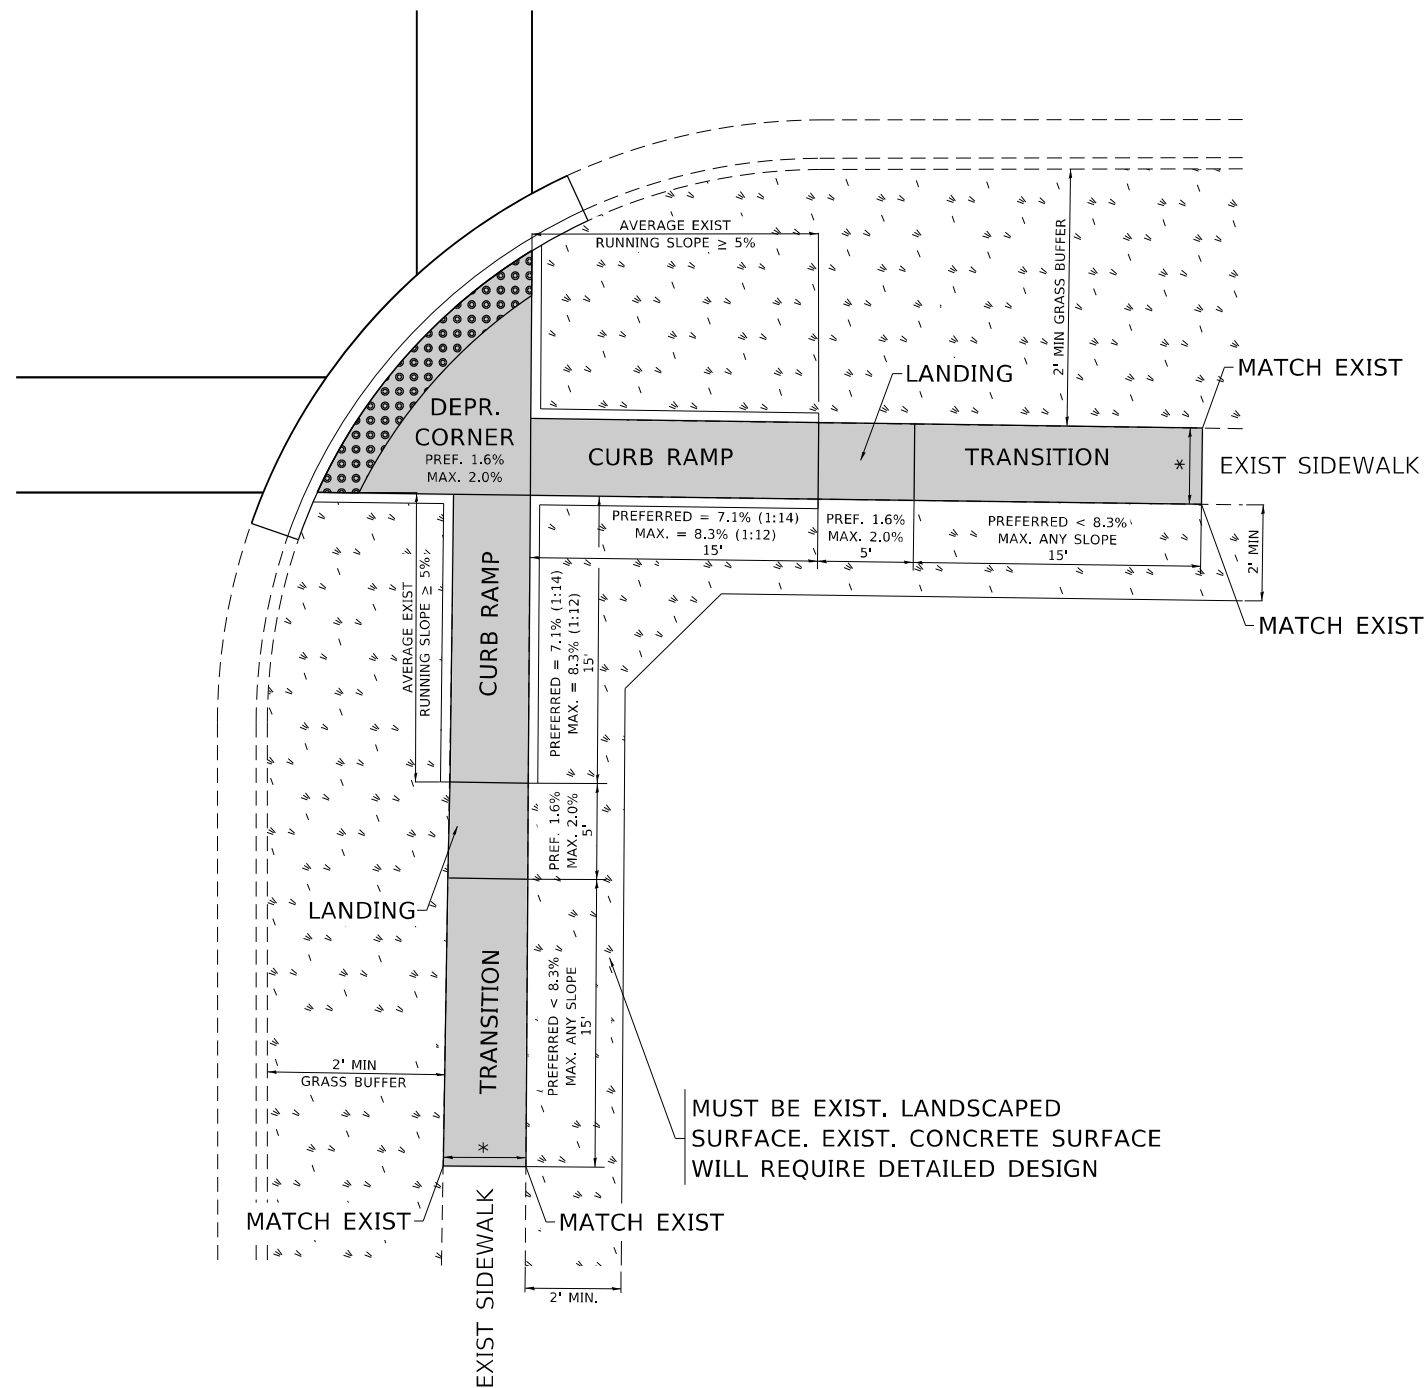 AVERAGE EXIST
RUNNING SLOPE ≥ 5%
2' MIN GRASS BUFFER
LANDING
MATCH EXIST
DEPR.
CORNER
PREF. 1.6%
MAX. 2.0%
CURB RAMP
TRANSITION
*
EXIST SIDEWALK
PREFERRED = 7.1% (1:14)
MAX. = 8.3% (1:12)
15'
PREF. 1.6%
MAX. 2.0%
5'
PREFERRED < 8.3%
MAX. ANY SLOPE
15'
2' MIN
MATCH EXIST
AVERAGE EXIST
RUNNING SLOPE ≥ 5%
CURB RAMP
PREFERRED = 7.1% (1:14)
MAX. = 8.3% (1:12)
15'
PREF. 1.6%
MAX. 2.0%
5'
LANDING
TRANSITION
PREFERRED < 8.3%
MAX. ANY SLOPE
15'
2' MIN
GRASS BUFFER
MUST BE EXIST. LANDSCAPED
SURFACE. EXIST. CONCRETE SURFACE
WILL REQUIRE DETAILED DESIGN
*
MATCH EXIST
MATCH EXIST
EXIST SIDEWALK
2' MIN.